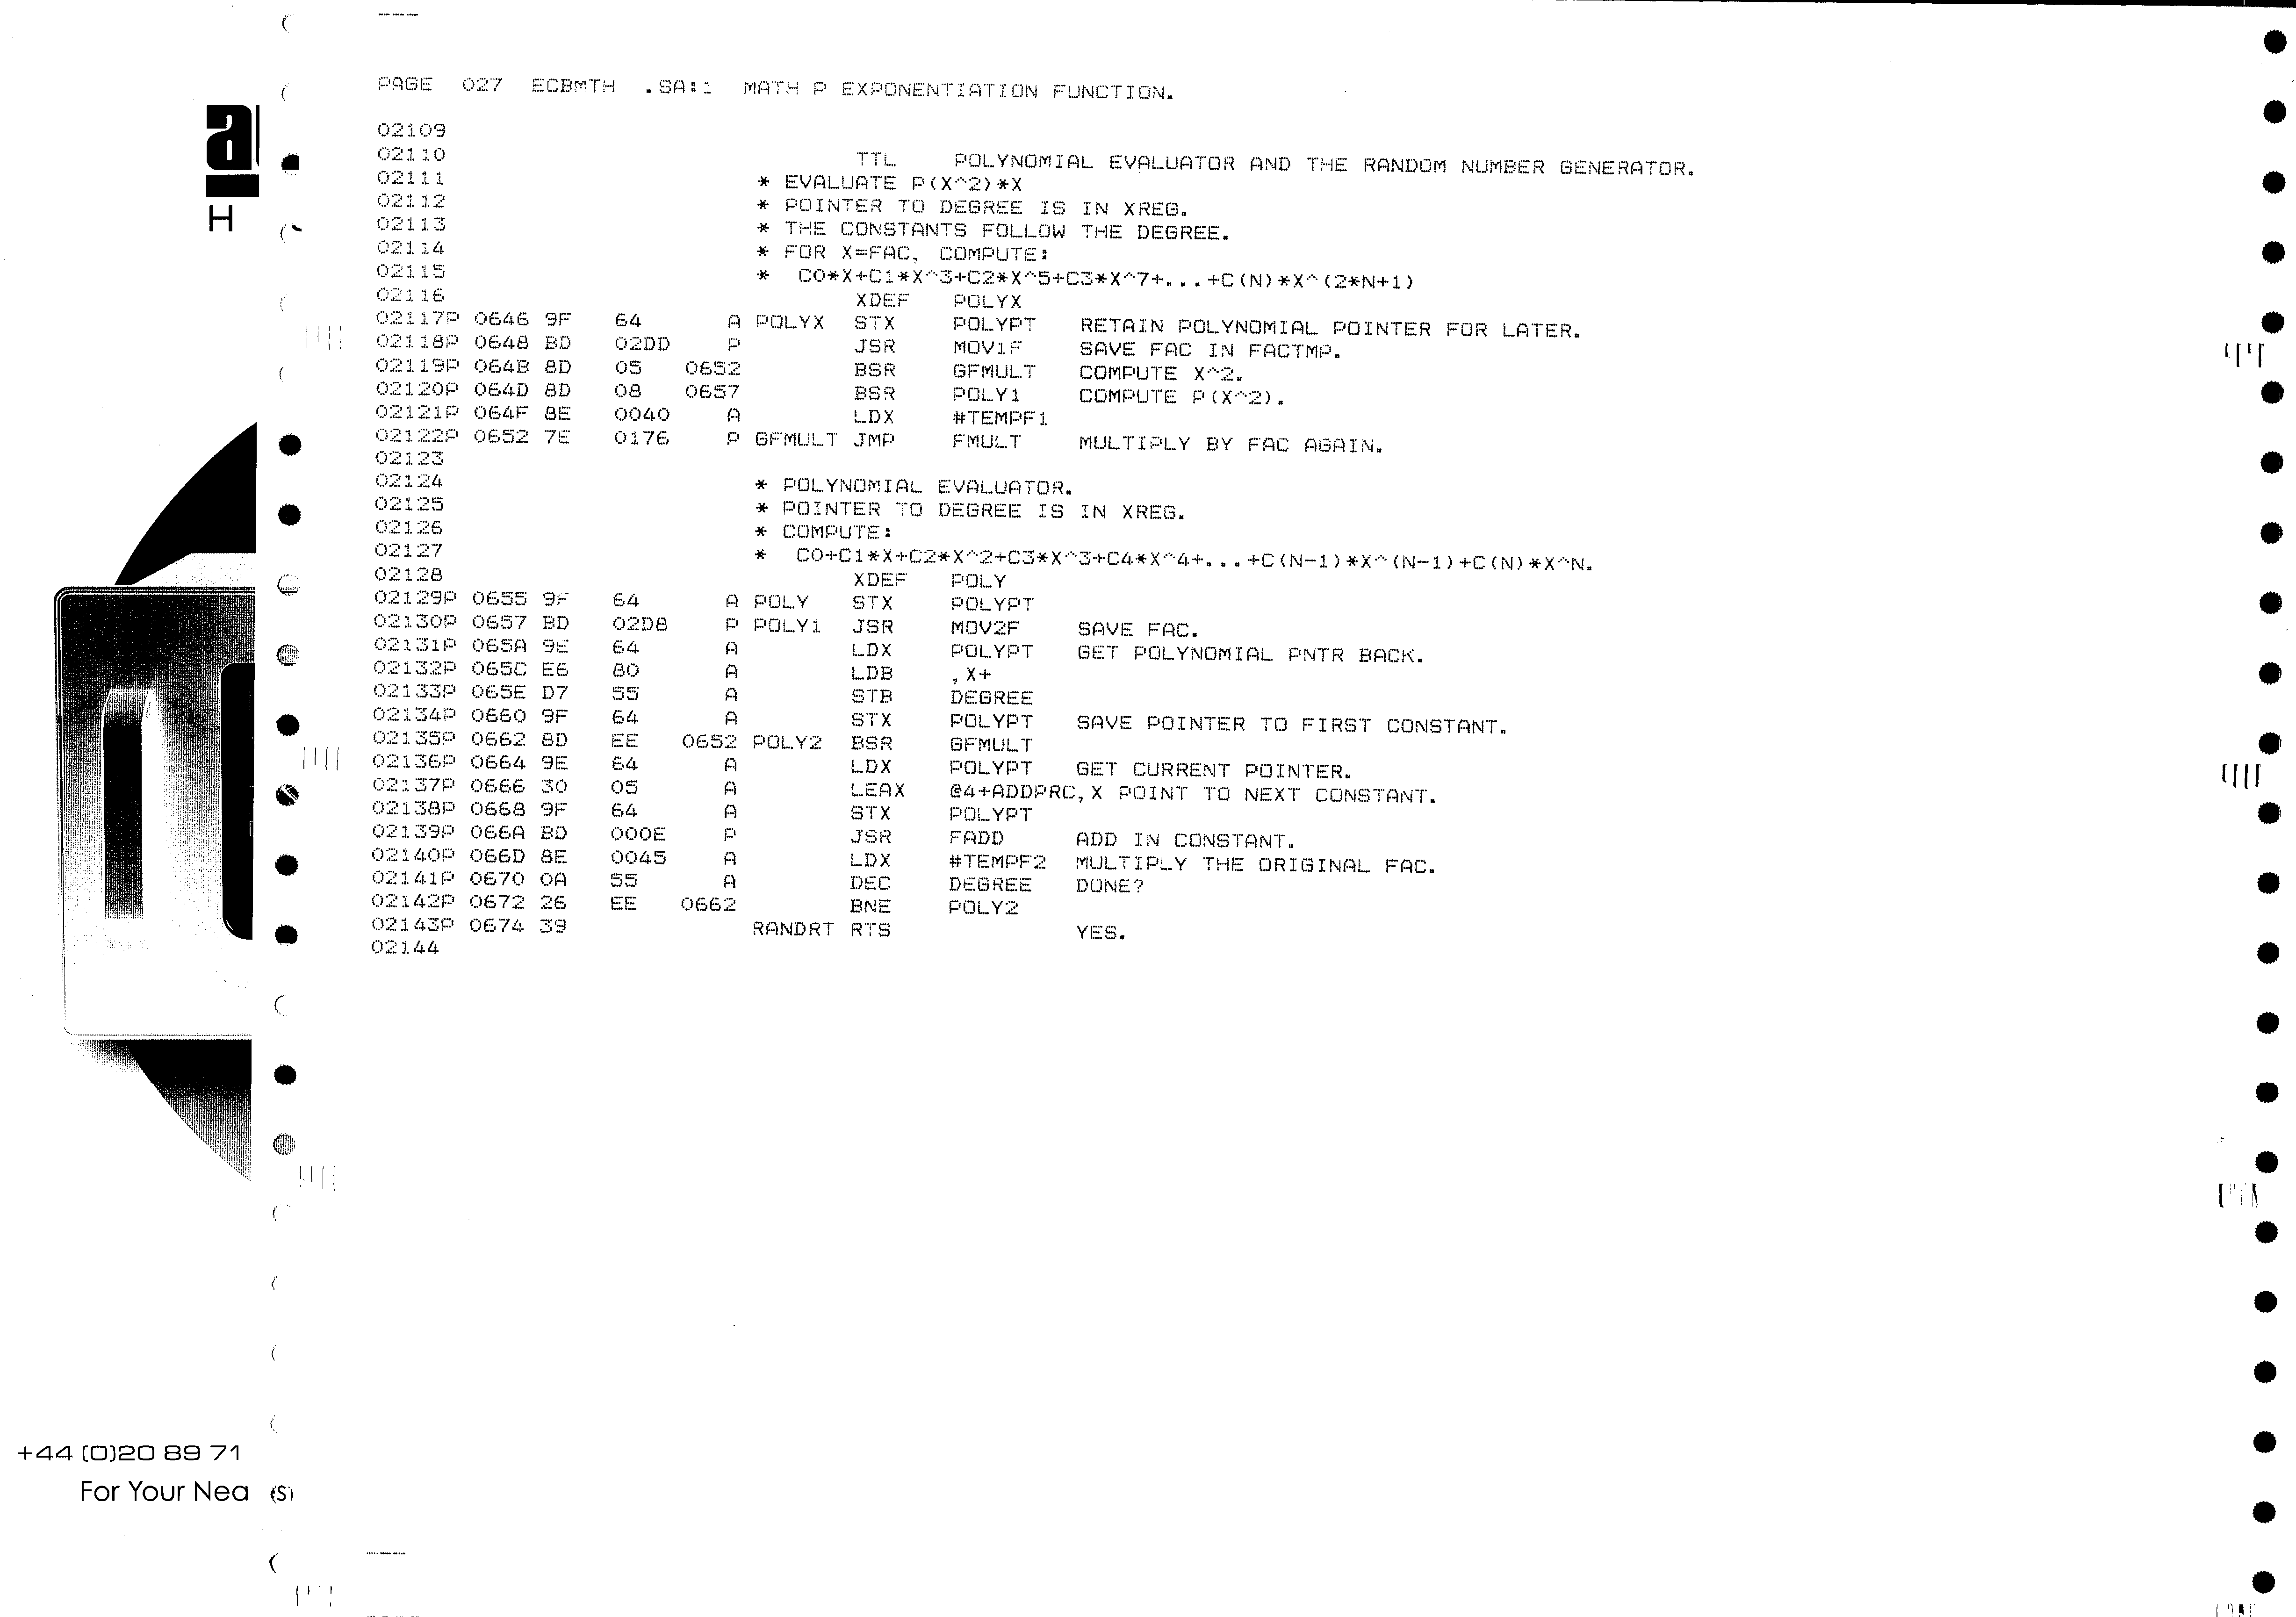 PAGE 027 ECBMTH .SA:1 MATH P EXPONENTIATION FUNCTION.
a
H
02109
02110 TTL POLYNOMIAL EVALUATOR AND THE RANDOM NUMBER GENERATOR.
02111 * EVALUATE P(X^2)*X
02112 * POINTER TO DEGREE IS IN XREG.
02113 * THE CONSTANTS FOLLOW THE DEGREE.
02114 * FOR X=FAC, COMPUTE:
02115 * C0*X+C1*X^3+C2*X^5+C3*X^7+...+C(N)*X^(2*N+1)
02116 XDEF POLYX
02117P 0646 9F 64 A POLYX STX POLYPT RETAIN POLYNOMIAL POINTER FOR LATER.
02118P 0648 BD 02DD P JSR MOV1F SAVE FAC IN FACTMP.
02119P 064B 8D 05 0652 BSR GFMULT COMPUTE X^2.
02120P 064D 8D 08 0657 BSR POLY1 COMPUTE P(X^2).
02121P 064F 8E 0040 A LDX #TEMPF1
02122P 0652 7E 0176 P GFMULT JMP FMULT MULTIPLY BY FAC AGAIN.
02123
02124 * POLYNOMIAL EVALUATOR.
02125 * POINTER TO DEGREE IS IN XREG.
02126 * COMPUTE:
02127 * C0+C1*X+C2*X^2+C3*X^3+C4*X^4+...+C(N-1)*X^(N-1)+C(N)*X^N.
02128 XDEF POLY
02129P 0655 9F 64 A POLY STX POLYPT
02130P 0657 BD 02D8 P POLY1 JSR MOV2F SAVE FAC.
02131P 065A 9E 64 A LDX POLYPT GET POLYNOMIAL PNTR BACK.
02132P 065C E6 80 A LDB ,X+
02133P 065E D7 55 A STB DEGREE
02134P 0660 9F 64 A STX POLYPT SAVE POINTER TO FIRST CONSTANT.
02135P 0662 8D EE 0652 POLY2 BSR GFMULT
02136P 0664 9E 64 A LDX POLYPT GET CURRENT POINTER.
02137P 0666 30 05 A LEAX @4+ADDPRC,X POINT TO NEXT CONSTANT.
02138P 0668 9F 64 A STX POLYPT
02139P 066A BD 000E P JSR FADD ADD IN CONSTANT.
02140P 066D 8E 0045 A LDX #TEMPF2 MULTIPLY THE ORIGINAL FAC.
02141P 0670 0A 55 A DEC DEGREE DONE?
02142P 0672 26 EE 0662 BNE POLY2
02143P 0674 39 RANDRT RTS YES.
02144
+44 (0)20 89 71
For Your Nea (S)